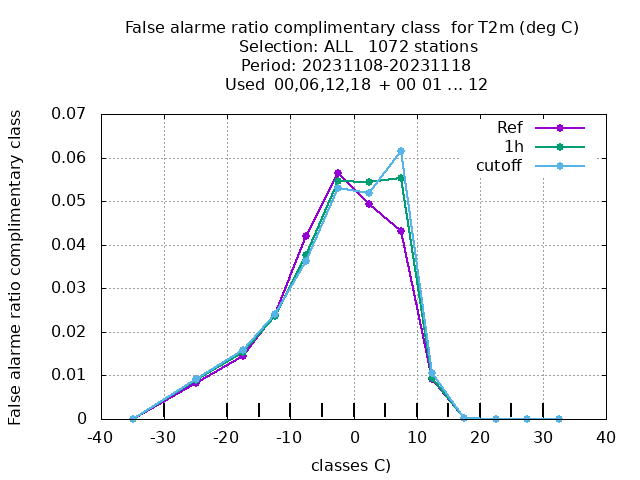 False alarme ratio complimentary class  for T2m (deg C)
Selection: ALL   1072 stations
Period: 20231108-20231118
Used  00,06,12,18  + 00 01 ... 12
False alarme ratio complimentary class
0.07
0.06
0.05
0.04
0.03
0.02
0.01
0
Ref
1h
cutoff
-40 -30 -20 -10 0 10 20 30 40
classes C)